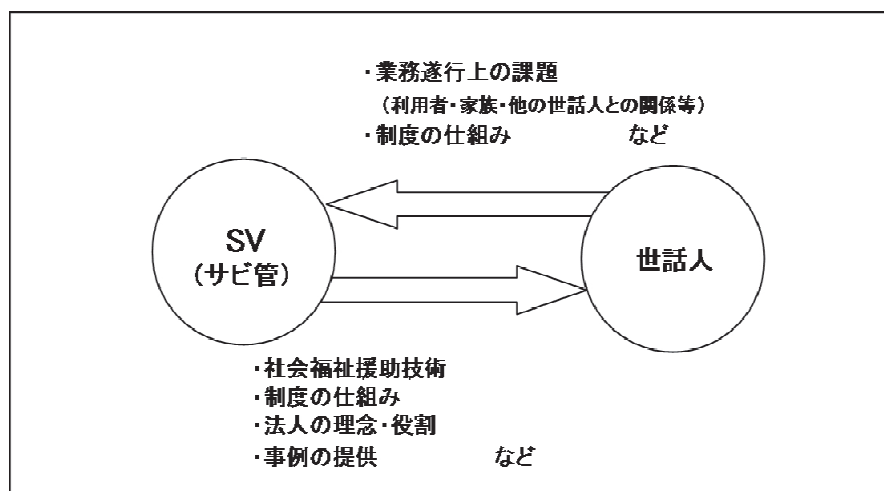 ・業務遂行上の課題
（利用者・家族・他の世話人との関係等）
・制度の仕組み　　　　など
SV
（サビ管）
世話人
・社会福祉援助技術
・制度の仕組み
・法人の理念・役割
・事例の提供　　　　など